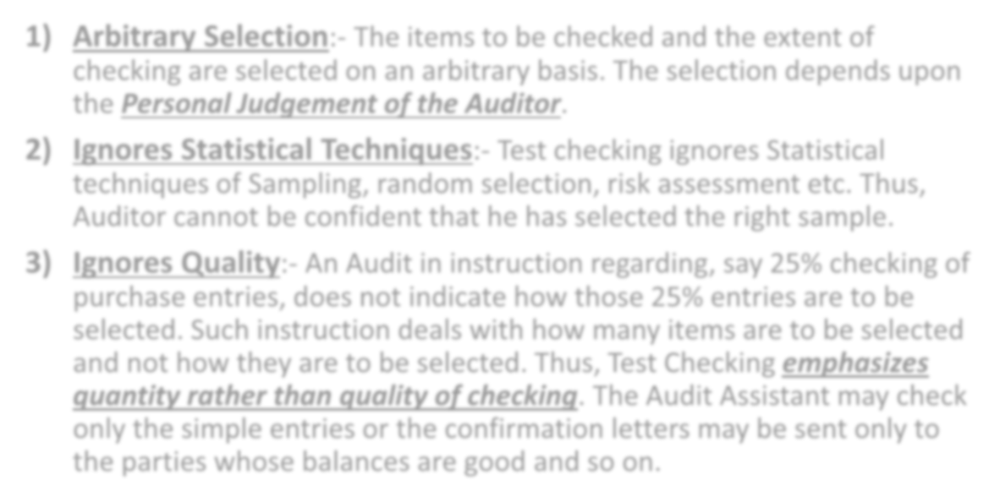 1) Arbitrary Selection:- The items to be checked and the extent of
checking are selected on an arbitrary basis. The selection depends upon
the Personal Judgement of the Auditor.
2) Ignores Statistical Techniques:- Test checking ignores Statistical
techniques of Sampling, random selection, risk assessment etc. Thus,
Auditor cannot be confident that he has selected the right sample.
3) Ignores Quality:- An Audit in instruction regarding, say 25% checking of
purchase entries, does not indicate how those 25% entries are to be
selected. Such instruction deals with how many items are to be selected
and not how they are to be selected. Thus, Test Checking emphasizes
quantity rather than quality of checking. The Audit Assistant may check
only the simple entries or the confirmation letters may be sent only to
the parties whose balances are good and so on.